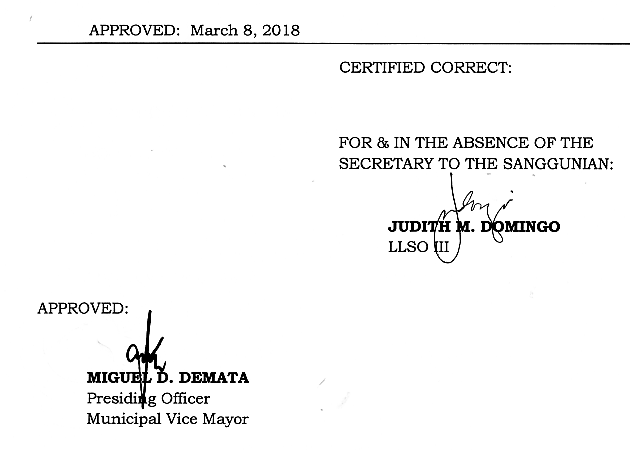 APPROVED: March 8, 2018
CERTIFIED CORRECT:
FOR & IN THE ABSENCE OF THE
SECRETARY TO THE SANGGUNIAN:
JUDITH M. DOMINGO
LLSO III
APPROVED:
MIGUEL D. DEMATA
Presiding Officer
Municipal Vice Mayor